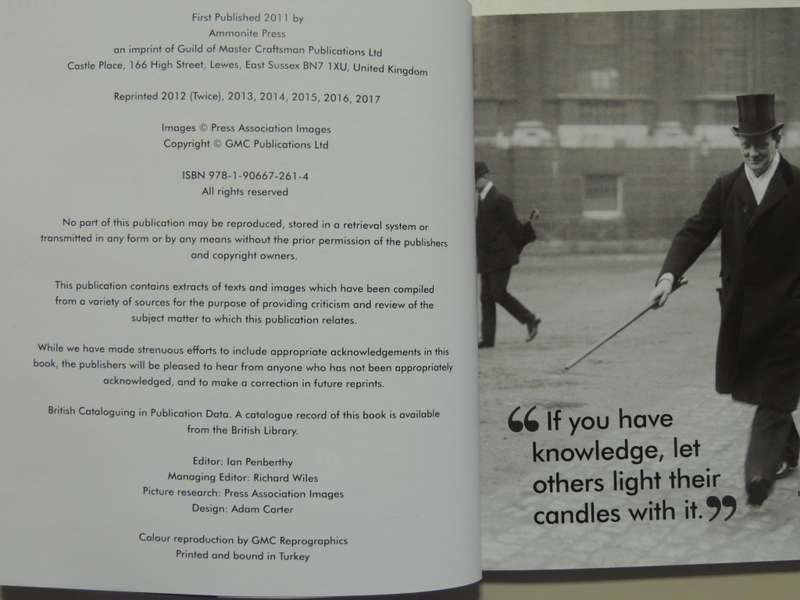 First Published 2011 by
Ammonite Press
an imprint of Guild of Master Craftsman Publications Ltd
Castle Place, 166 High Street, Lewes, East Sussex BN7 1XU, United Kingdom
Reprinted 2012 (Twice), 2013, 2014, 2015, 2016, 2017
Images © Press Association Images
Copyright © GMC Publications Ltd
ISBN 978-1-90667-261-4
All rights reserved
No part of this publication may be reproduced, stored in a retrieval system or
transmitted in any form or by any means without the prior permission of the publishers
and copyright owners.
This publication contains extracts of texts and images which have been compiled
from a variety of sources for the purpose of providing criticism and review of the
subject matter to which this publication relates.
While we have made strenuous efforts to include appropriate acknowledgements in this
book, the publishers will be pleased to hear from anyone who has not been appropriately
acknowledged, and to make a correction in future reprints.
British Cataloguing in Publication Data. A catalogue record of this book is available
from the British Library.
Editor: Ian Penberthy
Managing Editor: Richard Wiles
Picture research: Press Association Images
Design: Adam Carter
Colour reproduction by GMC Reprographics
Printed and bound in Turkey
“If you have
knowledge, let
others light their
candles with it.”